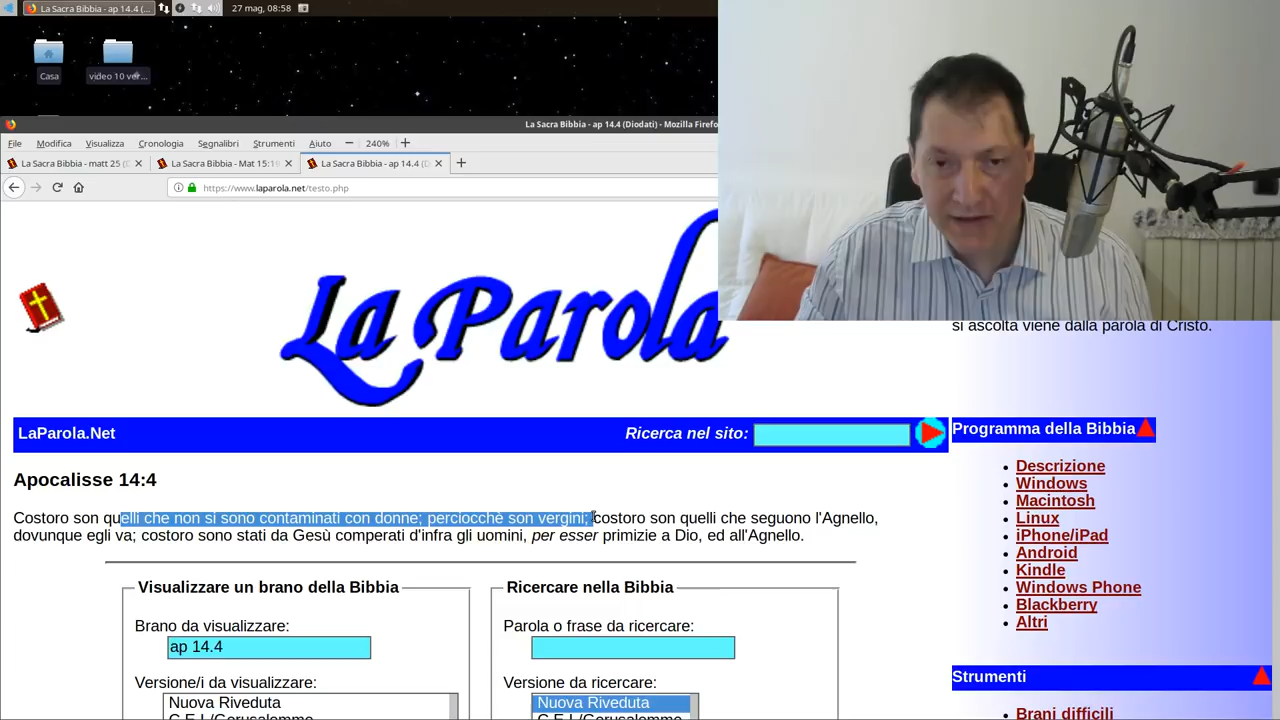 La Sacra Bibbia - ap 14.4 (...
27 mag, 08:58
Casa
video 10 ver...
La Sacra Bibbia - ap 14.4 (Diodati) - Mozilla Firefo
File Modifica Visualizza Cronologia Segnalibri Strumenti Aiuto 240%
La Sacra Bibbia - matt 25 (D
La Sacra Bibbia - Mat 15:1
La Sacra Bibbia - ap 14.4 (D
https://www.laparola.net/testo.php
La Parola
si ascolta viene dalla parola di Cristo.
LaParola.Net
Ricerca nel sito:
Programma della Bibbia
Descrizione
Windows
Macintosh
Linux
iPhone/iPad
Android
Kindle
Windows Phone
Blackberry
Altri
Strumenti
Brani difficili
Apocalisse 14:4
Costoro son quelli che non si sono contaminati con donne; perciocchè son vergini; costoro son quelli che seguono l'Agnello,
dovunque egli va; costoro sono stati da Gesù comperati d'infra gli uomini, per esser primizie a Dio, ed all'Agnello.
Visualizzare un brano della Bibbia
Brano da visualizzare:
ap 14.4
Versione/i da visualizzare:
Nuova Riveduta
C.E.I./Gerusalemme
Ricercare nella Bibbia
Parola o frase da ricercare:
Versione da ricercare:
Nuova Riveduta
C.E.I./Gerusalemme